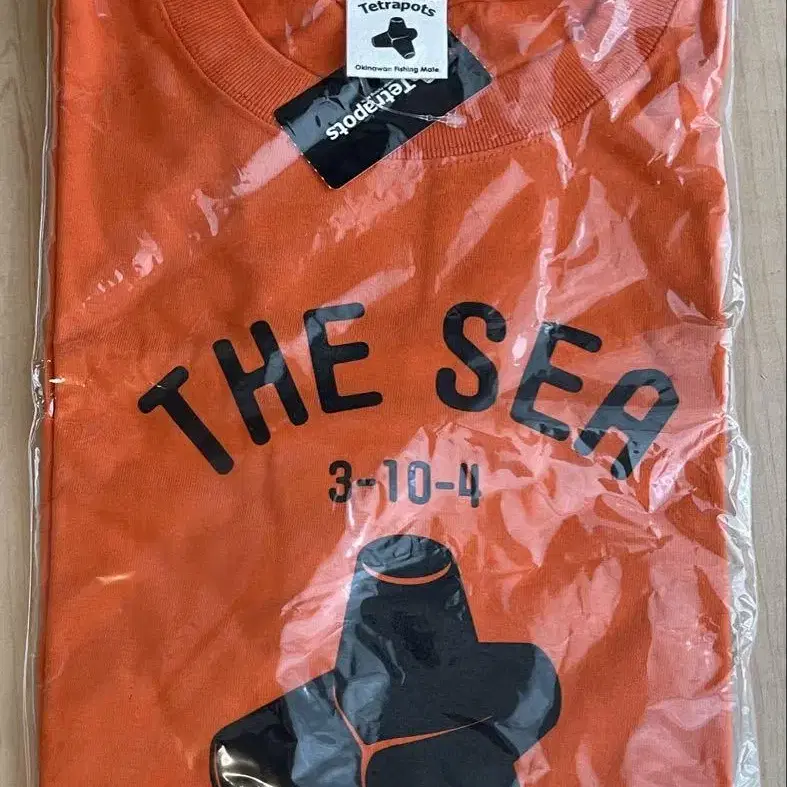 Tetrapots
Okinawan Fishing Mate
Tetrapots
THE SEA
3-10-4